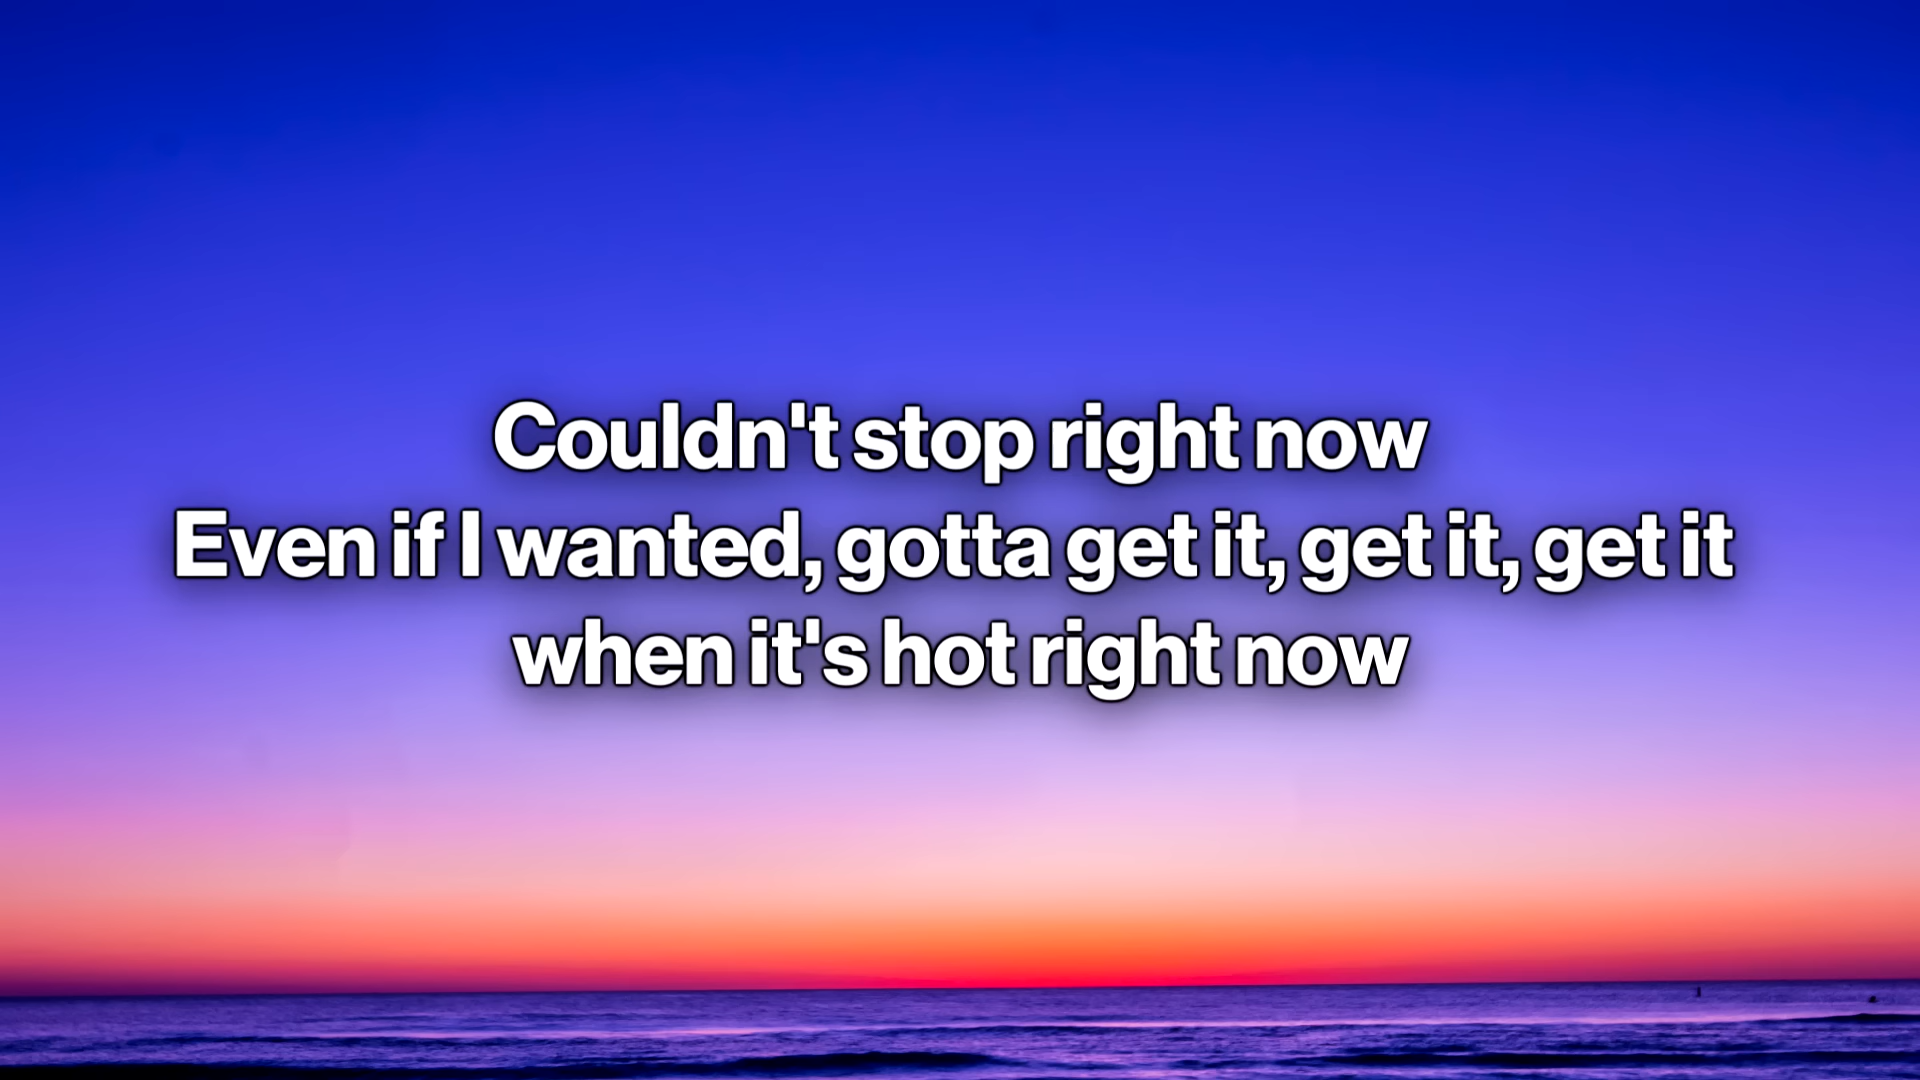 Couldn't stop right now
Even if I wanted, gotta get it, get it, get it
when it's hot right now